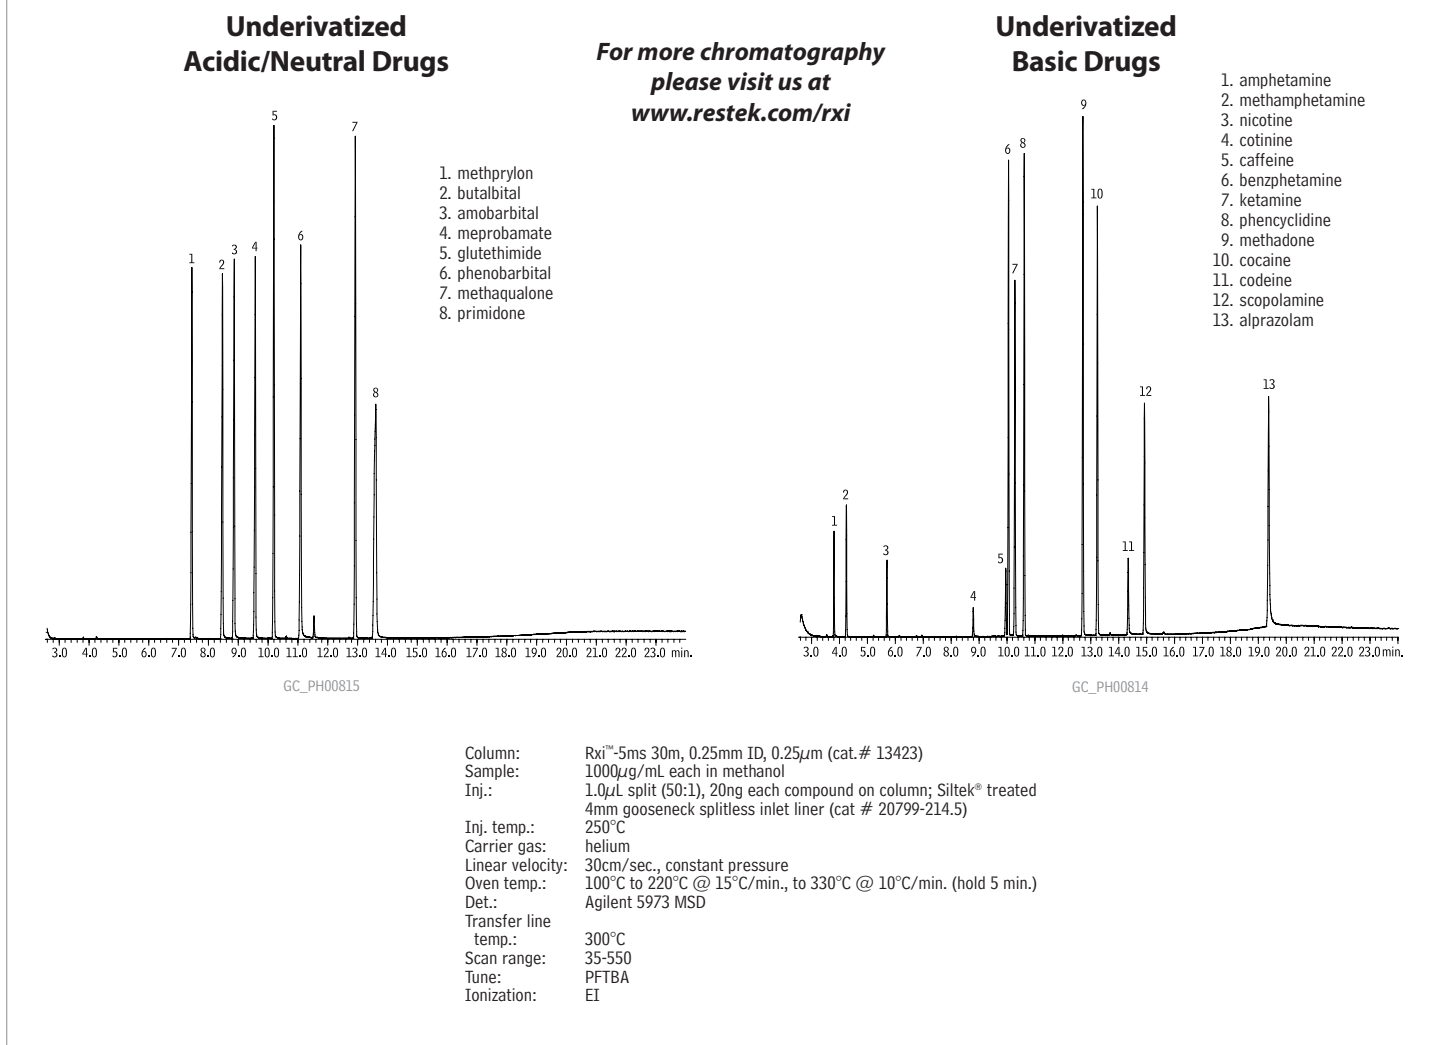 Underivatized
Acidic/Neutral Drugs
For more chromatography
please visit us at
www.restek.com/rxi
Underivatized
Basic Drugs
1
2
3
4
5
6
7
8
1. methprylon
2. butalbital
3. amobarbital
4. meprobamate
5. glutethimide
6. phenobarbital
7. methaqualone
8. primidone
3.0 4.0 5.0 6.0 7.0 8.0 9.0 10.0 11.0 12.0 13.0 14.0 15.0 16.0 17.0 18.0 19.0 20.0 21.0 22.0 23.0 min.
GC_PH00815
1. amphetamine
2. methamphetamine
3. nicotine
4. cotinine
5. caffeine
6. benzphetamine
7. ketamine
8. phencyclidine
9. methadone
10. cocaine
11. codeine
12. scopolamine
13. alprazolam
1
2
3
4
5
6
7
8
9
10
11
12
13
3.0 4.0 5.0 6.0 7.0 8.0 9.0 10.0 11.0 12.0 13.0 14.0 15.0 16.0 17.0 18.0 19.0 20.0 21.0 22.0 23.0 min.
GC_PH00814
Column: Rxi™-5ms 30m, 0.25mm ID, 0.25µm (cat.# 13423)
Sample: 1000µg/mL each in methanol
Inj.: 1.0µL split (50:1), 20ng each compound on column; Siltek® treated
4mm gooseneck splitless inlet liner (cat # 20799-214.5)
Inj. temp.: 250°C
Carrier gas: helium
Linear velocity: 30cm/sec., constant pressure
Oven temp.: 100°C to 220°C @ 15°C/min., to 330°C @ 10°C/min. (hold 5 min.)
Det.: Agilent 5973 MSD
Transfer line
temp.: 300°C
Scan range: 35-550
Tune: PFTBA
Ionization: EI